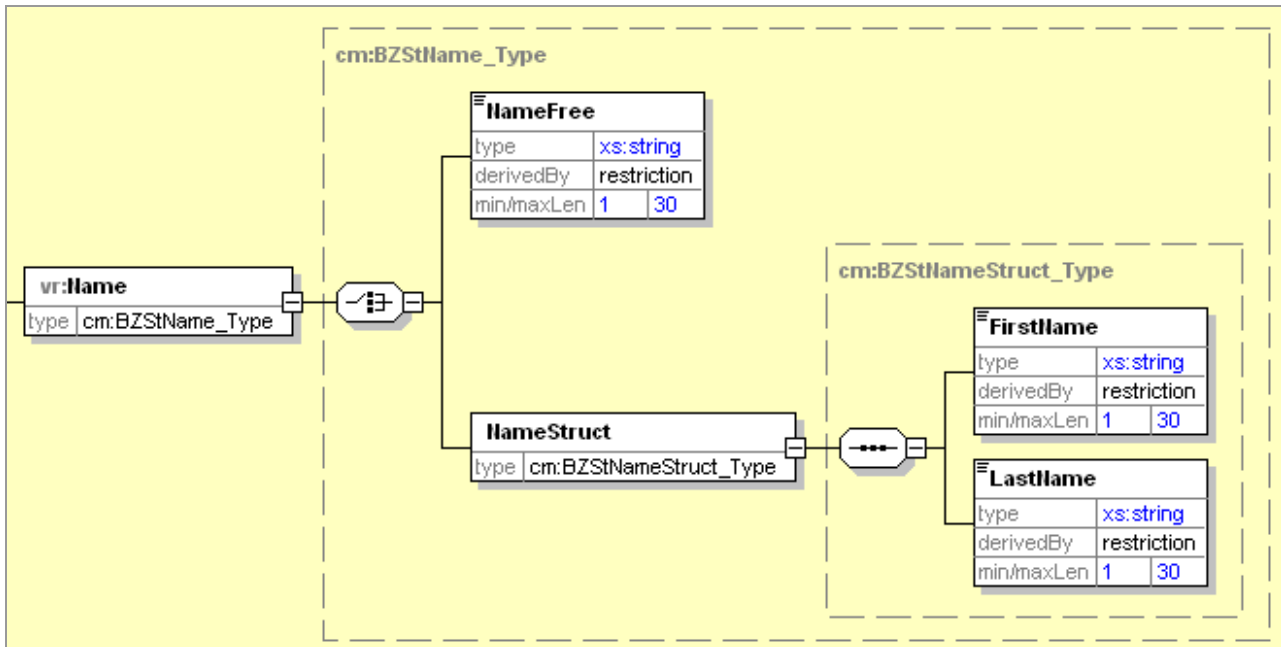 cm:BZStName_Type
NameFree
type xs:string
derivedBy restriction
min/maxLen 1 30
vr:Name
type cm:BZStName_Type
cm:BZStNameStruct_Type
FirstName
type xs:string
derivedBy restriction
min/maxLen 1 30
NameStruct
type cm:BZStNameStruct_Type
LastName
type xs:string
derivedBy restriction
min/maxLen 1 30